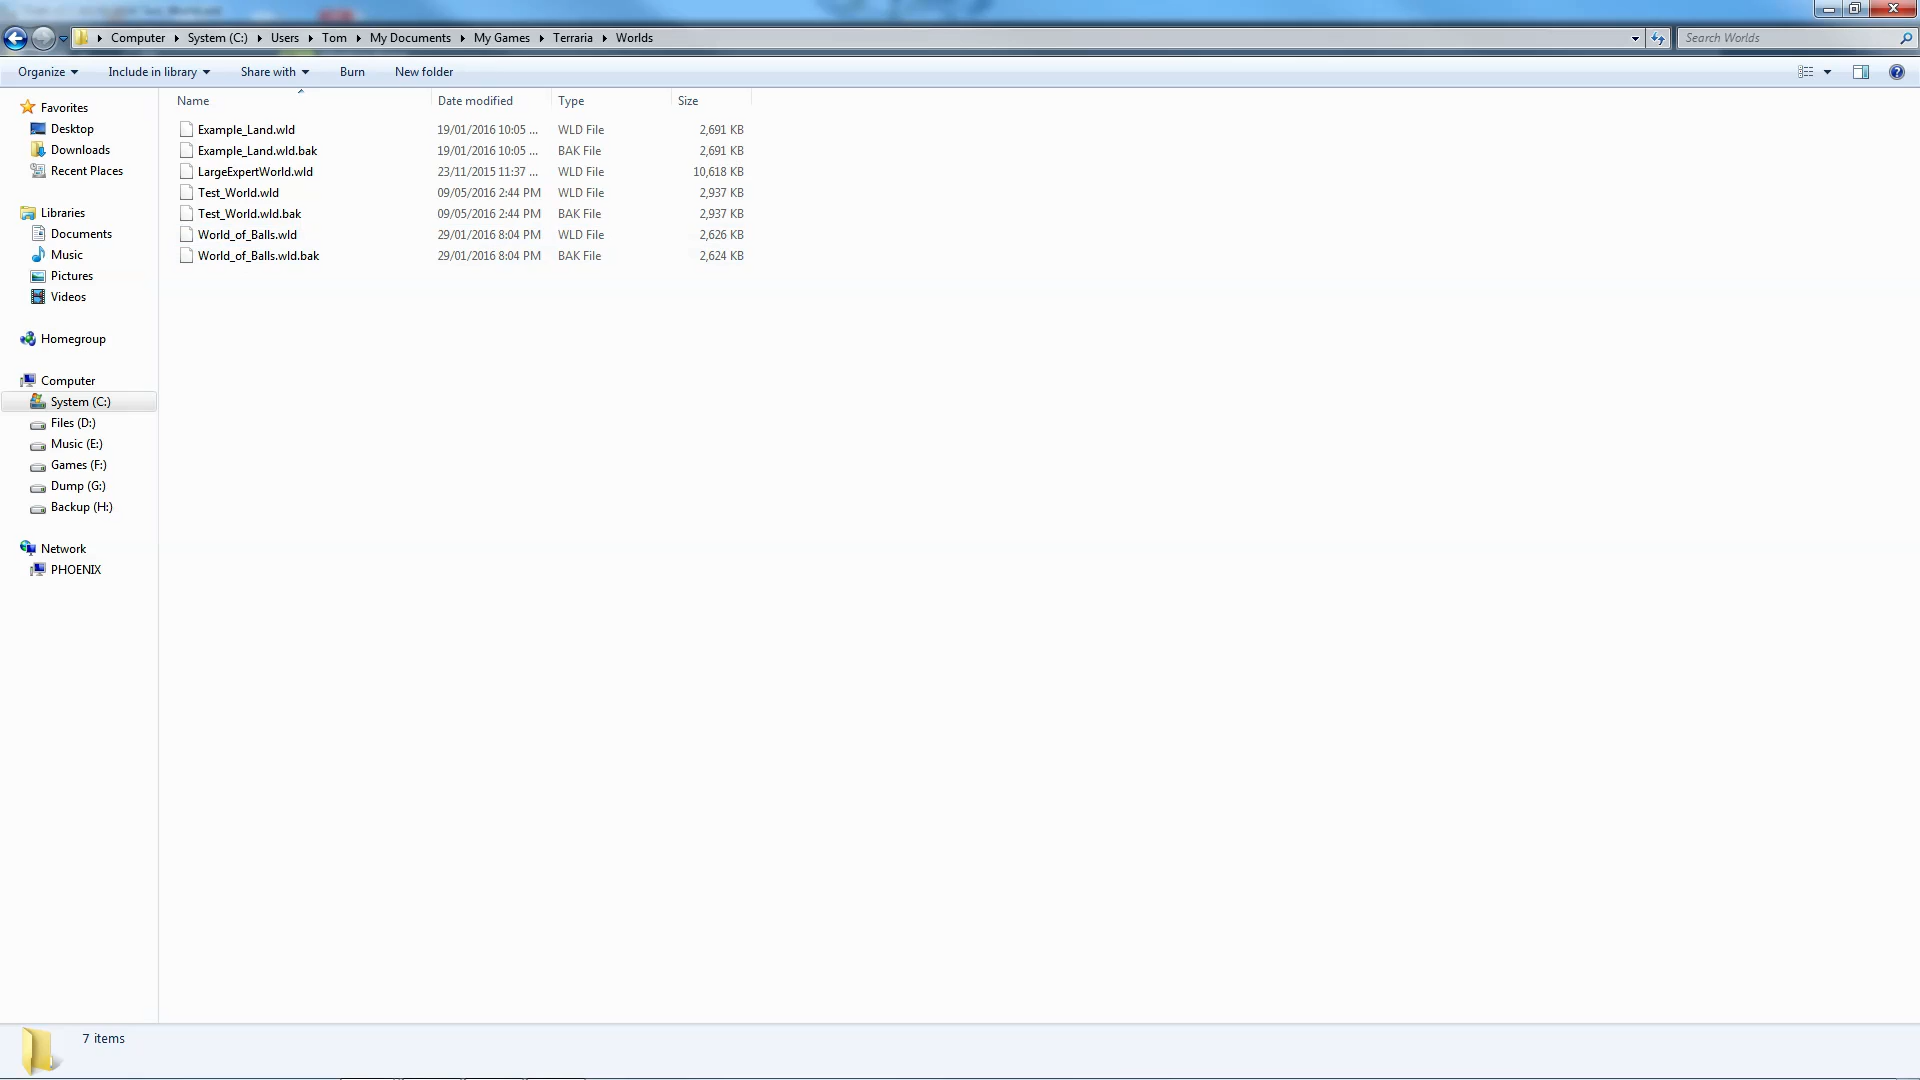 Computer System (C:) Users Tom My Documents My Games Terraria Worlds
Search Worlds
Organize Include in library Share with Burn New folder
Name Date modified Type Size
Favorites
Desktop
Downloads
Recent Places
Libraries
Documents
Music
Pictures
Videos
Homegroup
Computer
System (C:)
Files (D:)
Music (E:)
Games (F:)
Dump (G:)
Backup (H:)
Network
PHOENIX
Example_Land.wld 19/01/2016 10:05 ... WLD File 2,691 KB
Example_Land.wld.bak 19/01/2016 10:05 ... BAK File 2,691 KB
LargeExpertWorld.wld 23/11/2015 11:37 ... WLD File 10,618 KB
Test_World.wld 09/05/2016 2:44 PM WLD File 2,937 KB
Test_World.wld.bak 09/05/2016 2:44 PM BAK File 2,937 KB
World_of_Balls.wld 29/01/2016 8:04 PM WLD File 2,626 KB
World_of_Balls.wld.bak 29/01/2016 8:04 PM BAK File 2,624 KB
7 items